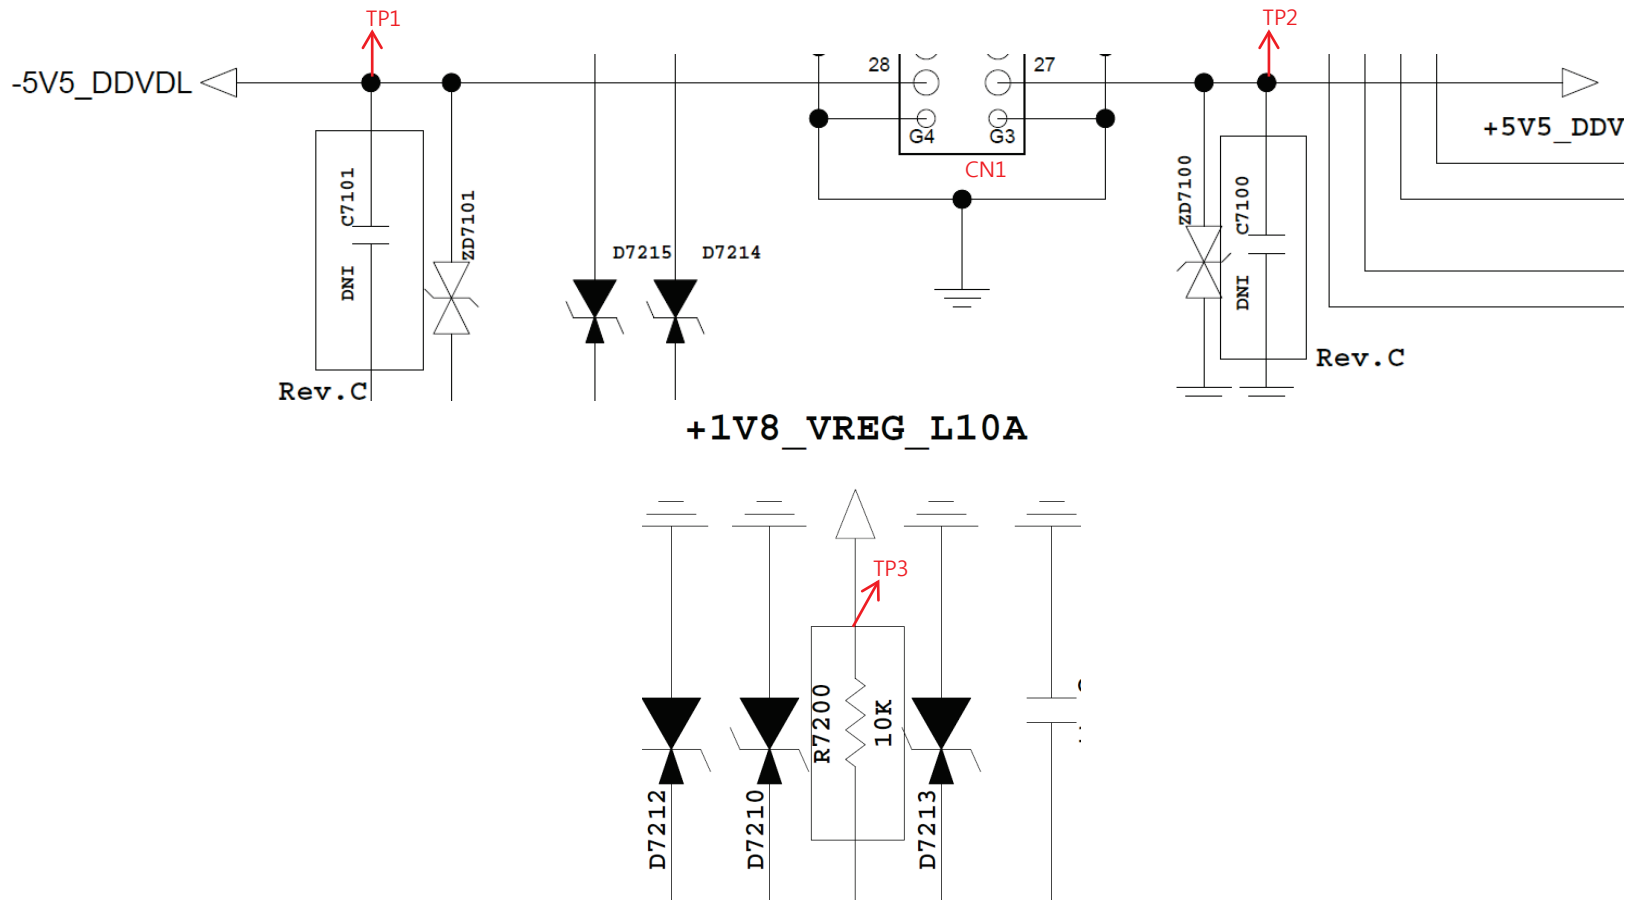 TP1
TP2
-5V5_DDVDL
28
27
+5V5_DDV
G4
G3
CN1
C7101
DNI
ZD7101
D7215
D7214
ZD7100
C7100
DNI
Rev.C
Rev.C
+1V8_VREG_L10A
TP3
R7200
10K
D7212
D7210
D7213